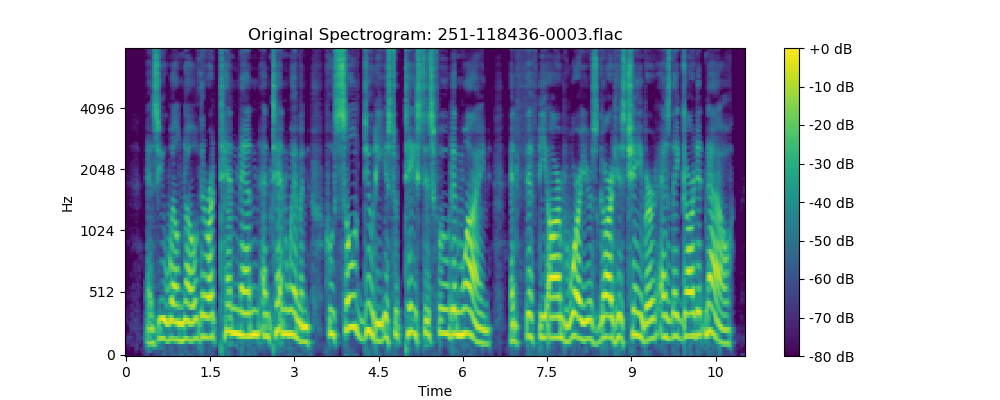 Original Spectrogram: 251-118436-0003.flac
Hz
4096
2048
1024
512
0
0 1.5 3 4.5 6 7.5 9 10
Time
+0 dB
-10 dB
-20 dB
-30 dB
-40 dB
-50 dB
-60 dB
-70 dB
-80 dB